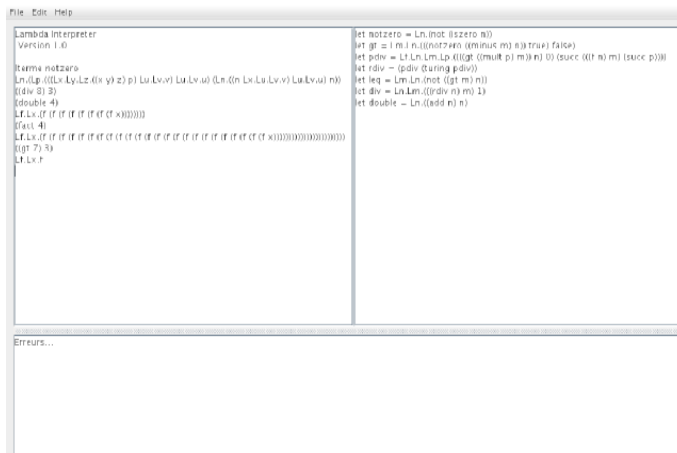 File Edit Help
Lambda Interpreter
Version 1.0
lterme notzero
Ln.(Lp.(((Lx.Ly.Lz.((x y) z) p) Lu.Lv.v) Lu.Lv.u) (Ln.((n Lx.Lu.Lv.v) Lu.Lv.u) n))
((div 8) 3)
(double 4)
Lf.Lx.(f (f (f (f (f (f (f (f x))))))))
(fact 4)
((gt 7) 3)
Lt.Lx.t
let notzero = Ln.(not (iszero n))
let gt = Lm.Ln.(((notzero ((minus m) n)) true) false)
let pdiv = Lf.Ln.Lm.Lp.((((gt ((mult p) m)) n) 0) (succ (((f n) m) (succ p))))
let rdiv = (pdiv (turing pdiv))
let leq = Lm.Ln.(not ((gt m) n))
let div = Ln.Lm.(((rdiv n) m) 1)
let double = Ln.((add n) n)
Erreurs...